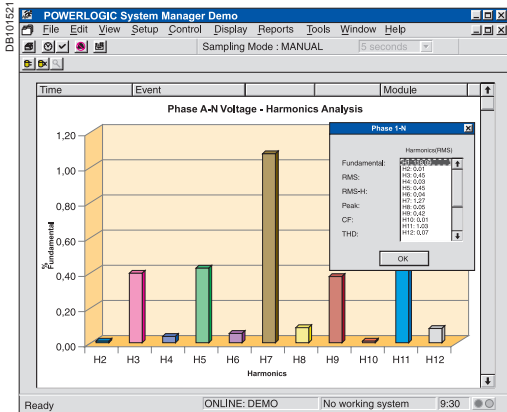 DB101521
POWERLOGIC System Manager Demo
File Edit View Setup Control Display Reports Tools Window Help
Sampling Mode : MANUAL
5 seconds
Time Event Module
Phase A-N Voltage - Harmonics Analysis
1,20
1,00
0,80
0,60
0,40
0,20
0,00
% Fundamental
H2 H3 H4 H5 H6 H7 H8 H9 H10 H11 H12
Harmonics
Phase 1-N
Harmonics(RMS)
Fundamental:
RMS:
RMS-H:
Peak:
CF:
THD:
H2: 0.01
H3: 0,45
H4: 0.03
H5: 0.45
H6: 0,04
H7: 1.27
H8: 0.05
H9: 0,42
H10: 0.01
H11: 1.03
H12: 0,07
OK
Ready
ONLINE: DEMO
No working system
9:30